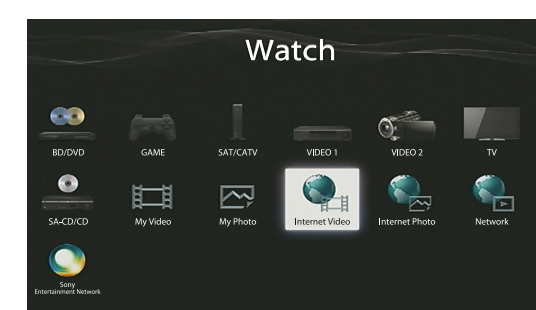 Watch
BD/DVD GAME SAT/CATV VIDEO 1 VIDEO 2 TV
SA-CD/CD My Video My Photo Internet Video Internet Photo Network
Sony
Entertainment Network